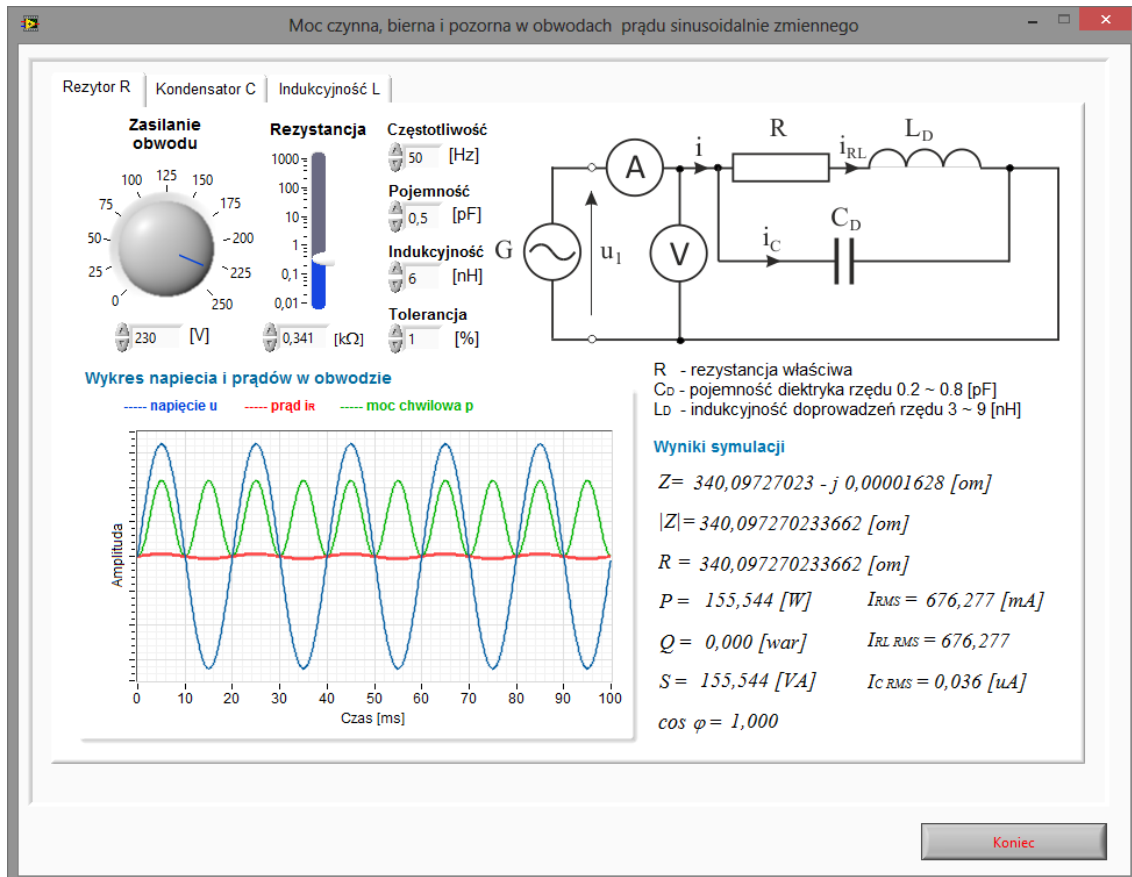 Moc czynna, bierna i pozorna w obwodach prądu sinusoidalnie zmiennego
Rezytor R
Kondensator C
Indukcyjność L
Zasilanie
obwodu
0
25
50
75
100
125
150
175
200
225
250
230 [V]
Rezystancja
1000
100
10
1
0,1
0,01
0,341 [kΩ]
Częstotliwość
50 [Hz]
Pojemność
0,5 [pF]
Indukcyjność
6 [nH]
Tolerancja
1 [%]
G
u1
A
V
i
R
iRL
LD
iC
CD
R - rezystancja właściwa
CD - pojemność diektryka rzędu 0.2 ~ 0.8 [pF]
LD - indukcyjność doprowadzeń rzędu 3 ~ 9 [nH]
Wykres napiecia i prądów w obwodzie
----- napięcie u ----- prąd iR ----- moc chwilowa p
Amplituda
0 10 20 30 40 50 60 70 80 90 100
Czas [ms]
Wyniki symulacji
Z= 340,09727023 - j 0,00001628 [om]
|Z|= 340,097270233662 [om]
R = 340,097270233662 [om]
P = 155,544 [W] IRMS = 676,277 [mA]
Q = 0,000 [war] IRL RMS = 676,277
S = 155,544 [VA] IC RMS = 0,036 [uA]
cos φ = 1,000
Koniec